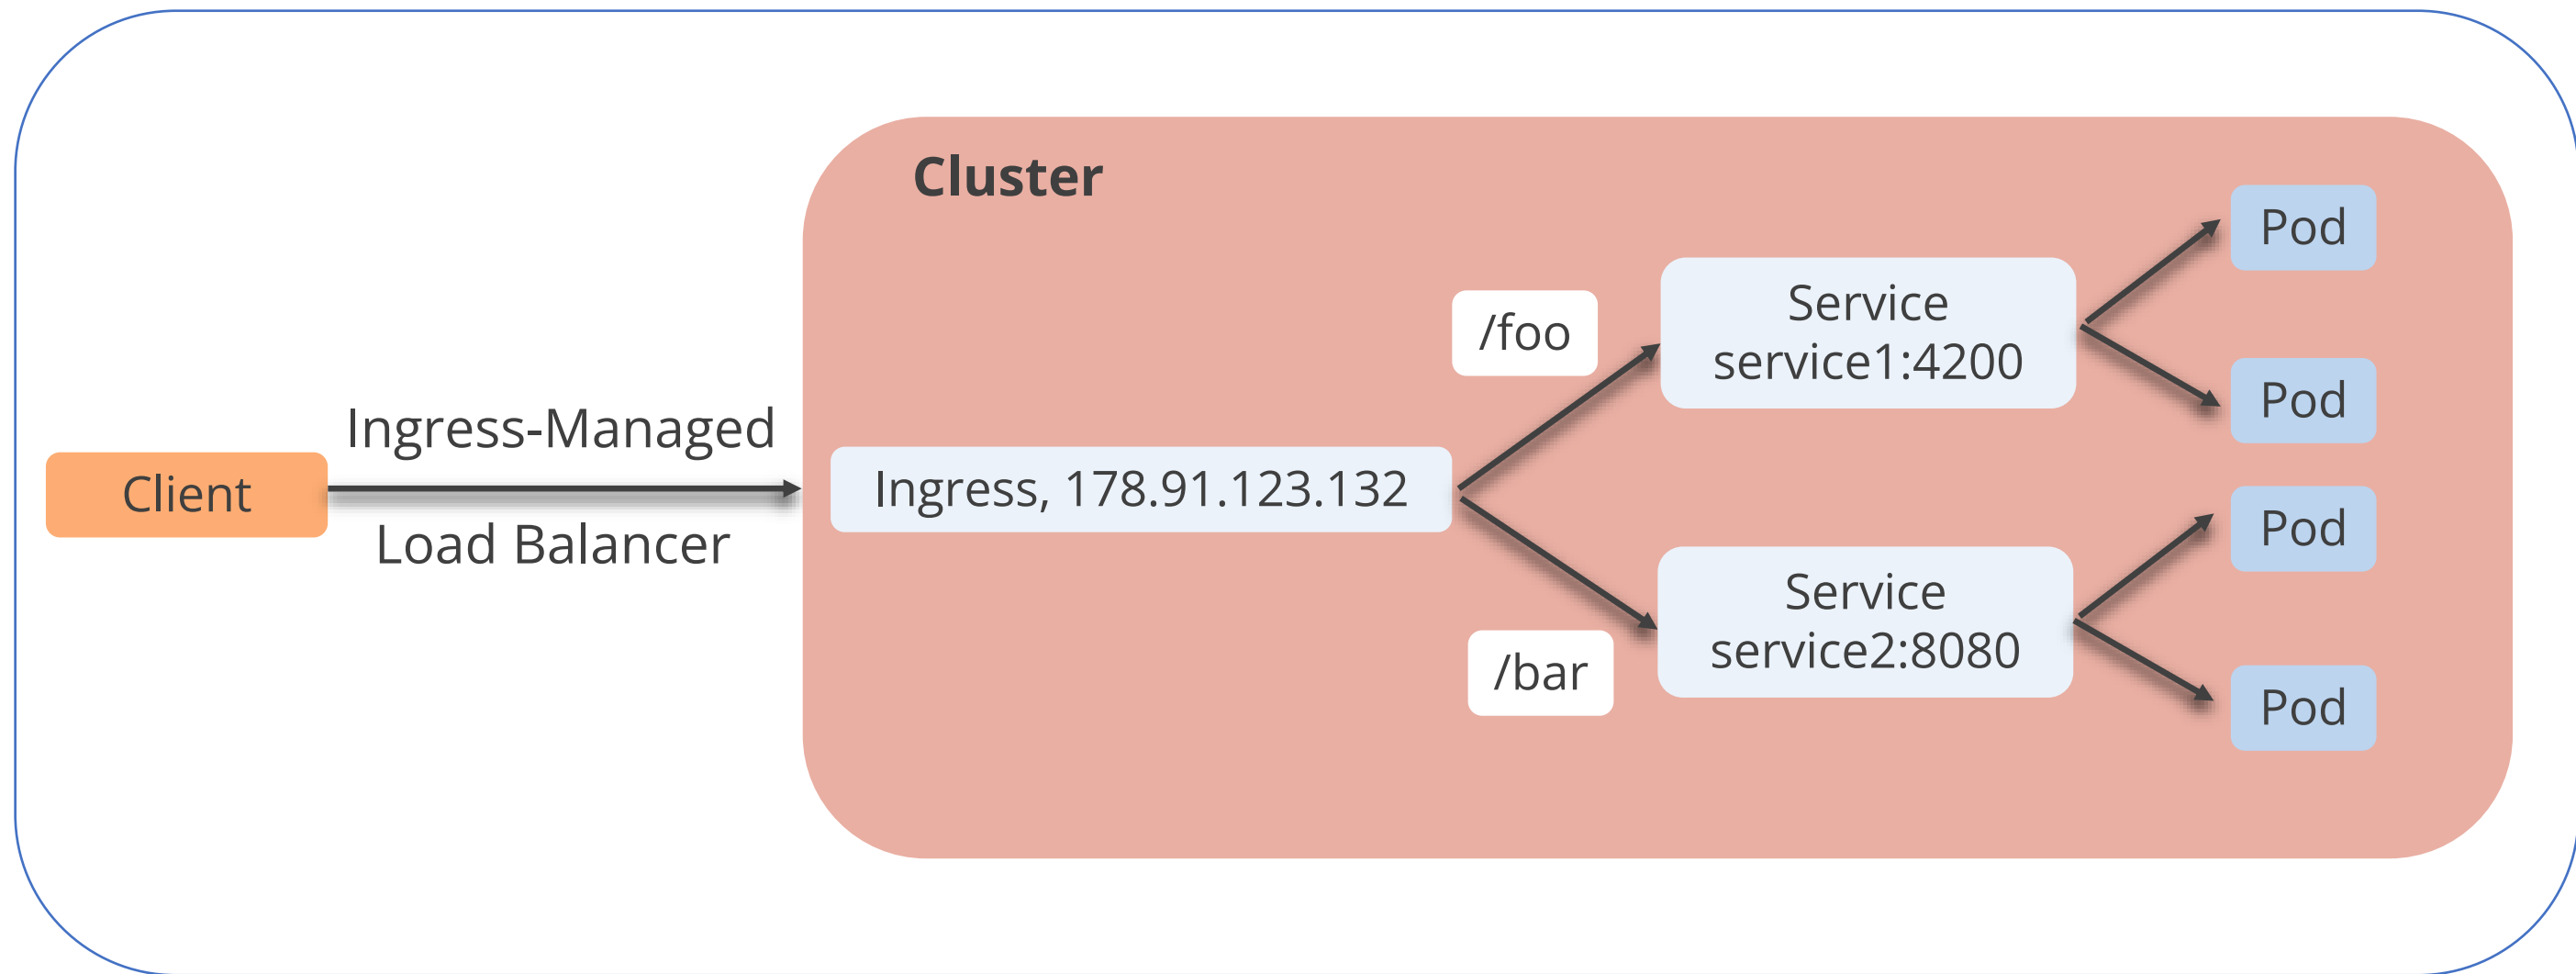 Cluster
Client
Ingress-Managed
Load Balancer
Ingress, 178.91.123.132
/foo
/bar
Service
service1:4200
Service
service2:8080
Pod
Pod
Pod
Pod